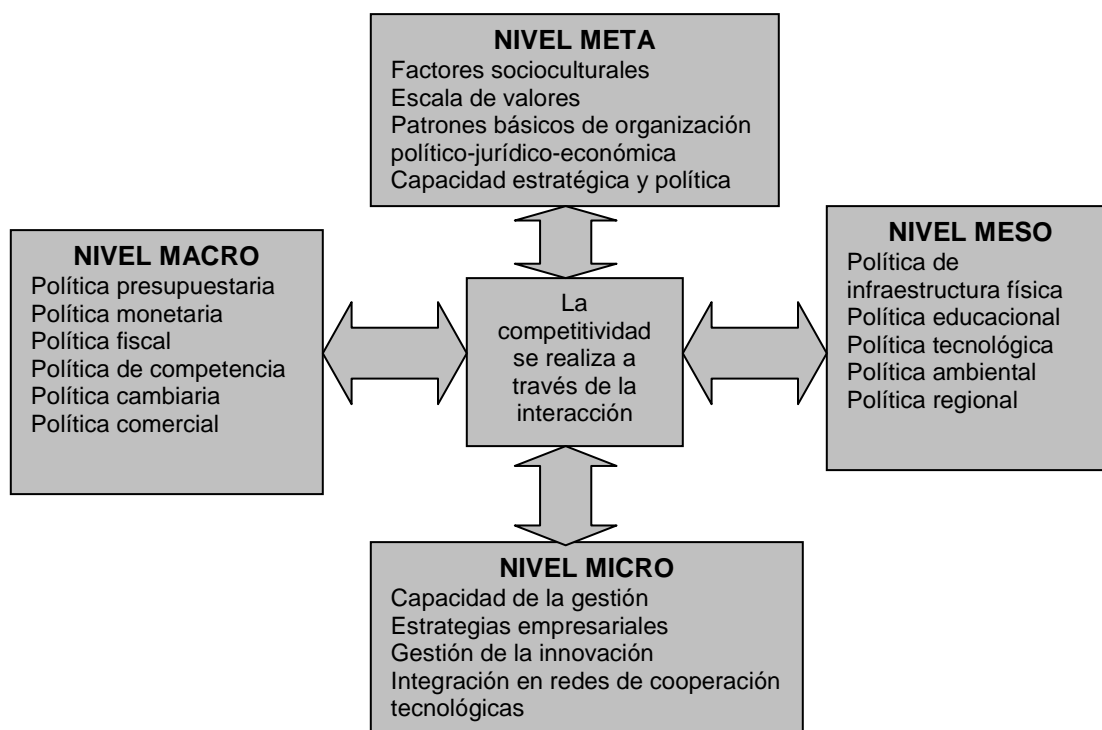 NIVEL META
Factores socioculturales
Escala de valores
Patrones básicos de organización
político-jurídico-económica
Capacidad estratégica y política
NIVEL MACRO
Política presupuestaria
Política monetaria
Política fiscal
Política de competencia
Política cambiaria
Política comercial
La
competitividad
se realiza a
través de la
interacción
NIVEL MESO
Política de
infraestructura física
Política educacional
Política tecnológica
Política ambiental
Política regional
NIVEL MICRO
Capacidad de la gestión
Estrategias empresariales
Gestión de la innovación
Integración en redes de cooperación
tecnológicas